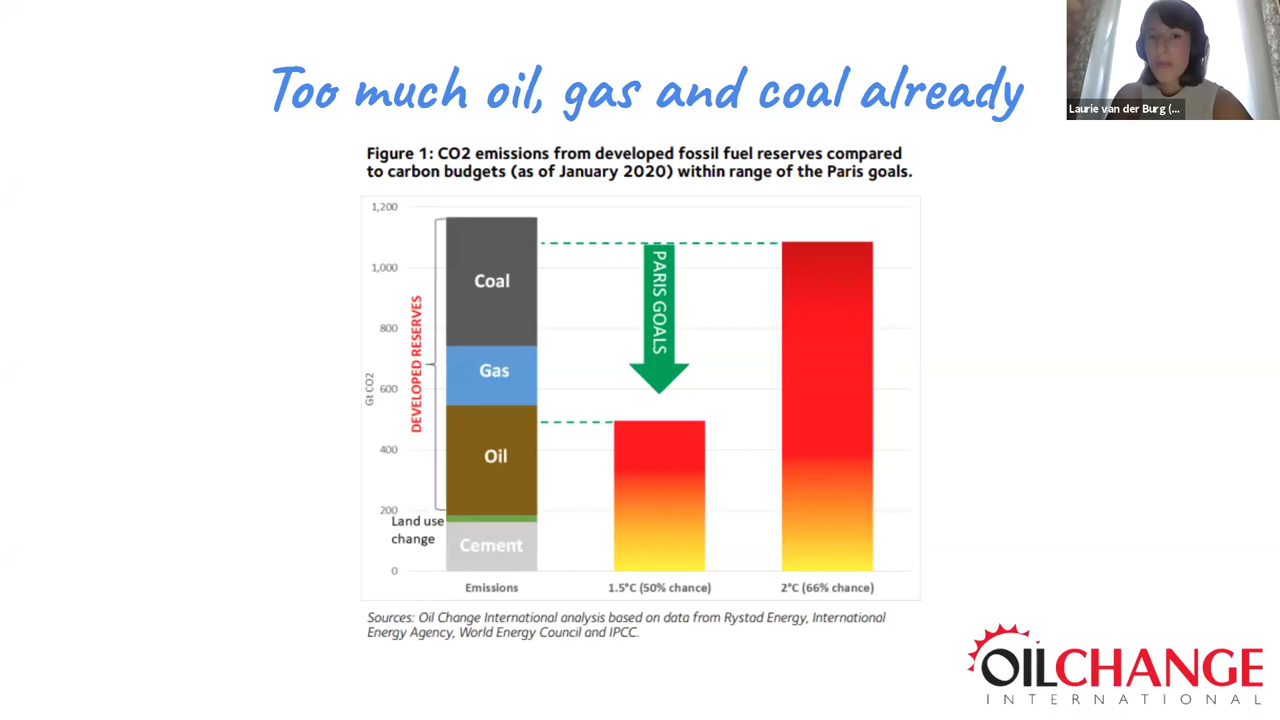 Too much oil, gas and coal already
Laurie van der Burg (...
Figure 1: CO2 emissions from developed fossil fuel reserves compared
to carbon budgets (as of January 2020) within range of the Paris goals.
1,200
1,000
800
600
400
200
0
Gt CO2
DEVELOPED RESERVES
Coal
Gas
Oil
Land use
change
Cement
PARIS GOALS
Emissions
1.5°C (50% chance)
2°C (66% chance)
Sources: Oil Change International analysis based on data from Rystad Energy, International
Energy Agency, World Energy Council and IPCC.
OILCHANGE
INTERNATIONAL